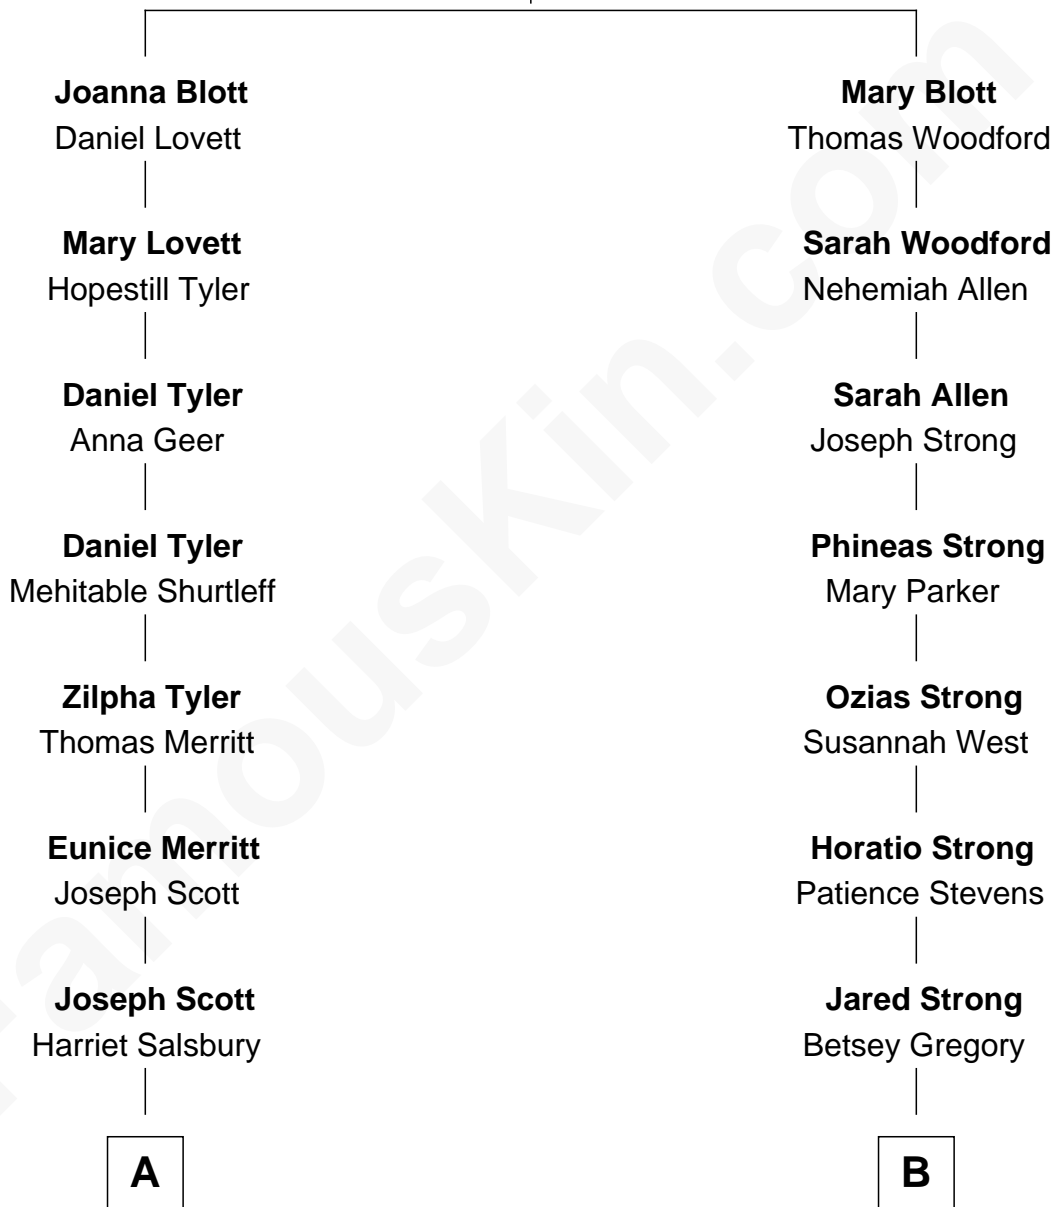 Joanna Blott
Daniel Lovett
Mary Lovett
Hopestill Tyler
Daniel Tyler
Anna Geer
Daniel Tyler
Mehitable Shurtleff
Zilpha Tyler
Thomas Merritt
Eunice Merritt
Joseph Scott
Joseph Scott
Harriet Salsbury
A
Mary Blott
Thomas Woodford
Sarah Woodford
Nehemiah Allen
Sarah Allen
Joseph Strong
Phineas Strong
Mary Parker
Ozias Strong
Susannah West
Horatio Strong
Patience Stevens
Jared Strong
Betsey Gregory
B
FamousKin.com